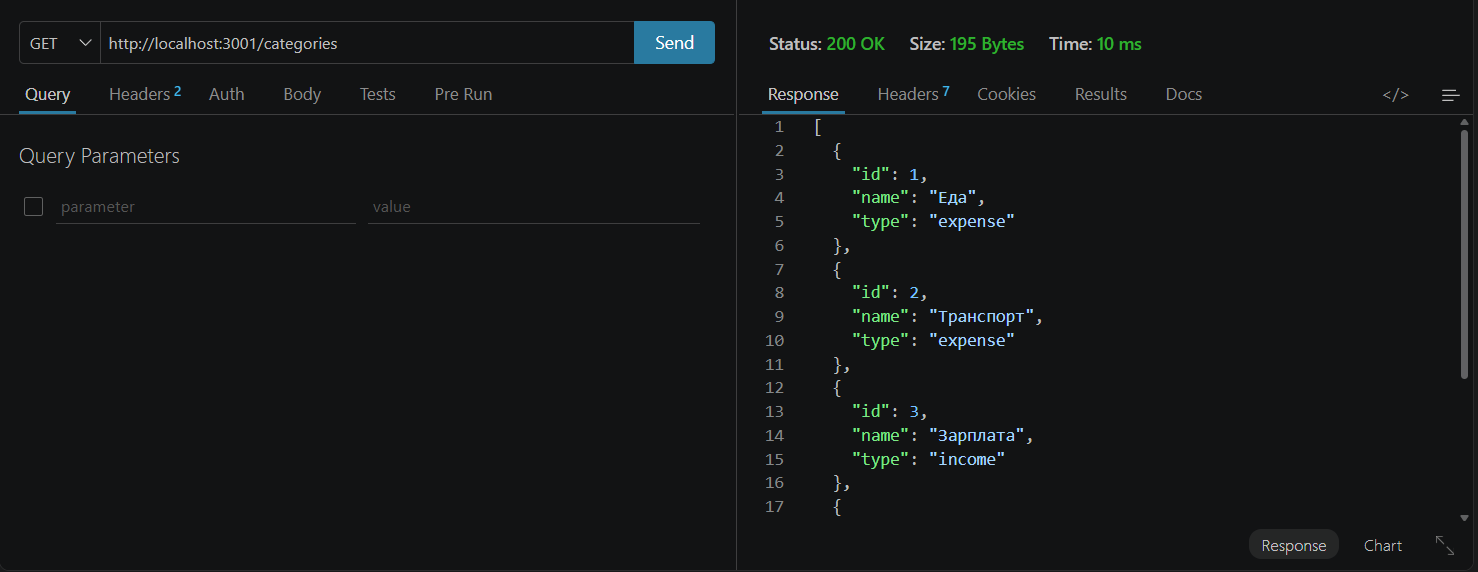 GET http://localhost:3001/categories Send
Query Headers 2 Auth Body Tests Pre Run
Query Parameters
parameter value
Status: 200 OK Size: 195 Bytes Time: 10 ms
Response Headers 7 Cookies Results Docs </>
1 [
2 {
3 "id": 1,
4 "name": "Еда",
5 "type": "expense"
6 },
7 {
8 "id": 2,
9 "name": "Транспорт",
10 "type": "expense"
11 },
12 {
13 "id": 3,
14 "name": "Зарплата",
15 "type": "income"
16 },
17 {
Response Chart